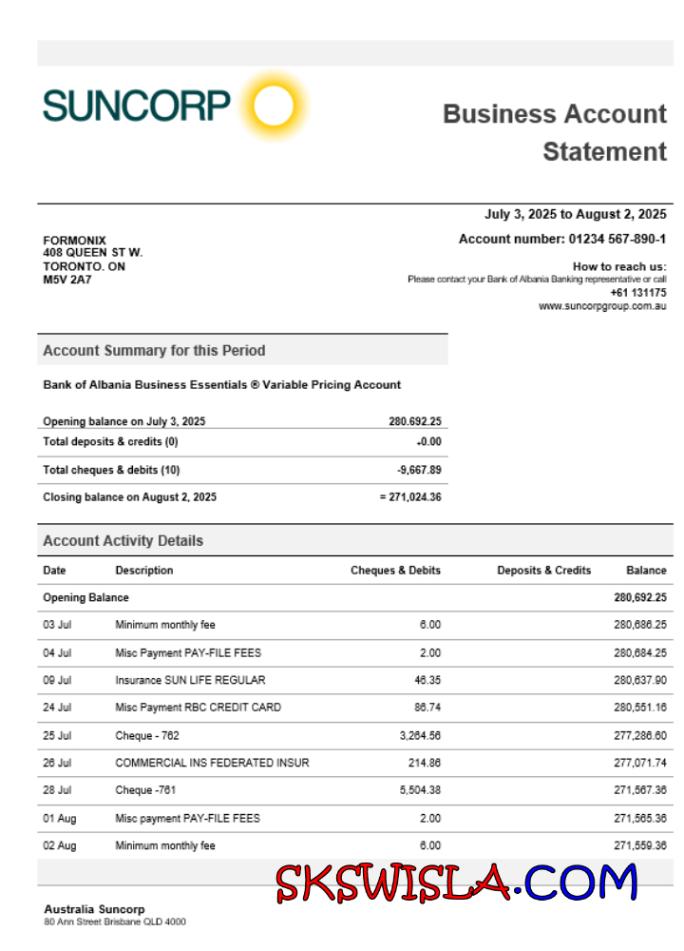 SUNCORP
Business Account
Statement
July 3, 2025 to August 2, 2025
FORMONIX
408 QUEEN ST W.
TORONTO. ON
M5V 2A7
Account number: 01234 567-890-1
How to reach us:
Please contact your Bank of Albania Banking representative or call
+61 131175
www.suncorpgroup.com.au
Account Summary for this Period
Bank of Albania Business Essentials ® Variable Pricing Account
Opening balance on July 3, 2025 280.692.25
Total deposits & credits (0) -0.00
Total cheques & debits (10) -9,667.89
Closing balance on August 2, 2025 = 271,024.36
Account Activity Details
Date Description Cheques & Debits Deposits & Credits Balance
Opening Balance 280,692.25
03 Jul Minimum monthly fee 6.00 280,686.25
04 Jul Misc Payment PAY-FILE FEES 2.00 280,684.25
09 Jul Insurance SUN LIFE REGULAR 46.35 280,637.90
24 Jul Misc Payment RBC CREDIT CARD 86.74 280,551.16
25 Jul Cheque - 762 3,264.56 277,286.60
26 Jul COMMERCIAL INS FEDERATED INSUR 214.86 277,071.74
28 Jul Cheque -761 5,504.38 271,567.36
01 Aug Misc payment PAY-FILE FEES 2.00 271,565.36
02 Aug Minimum monthly fee 6.00 271,559.36
SKSWISLA.COM
Australia Suncorp
80 Ann Street Brisbane QLD 4000